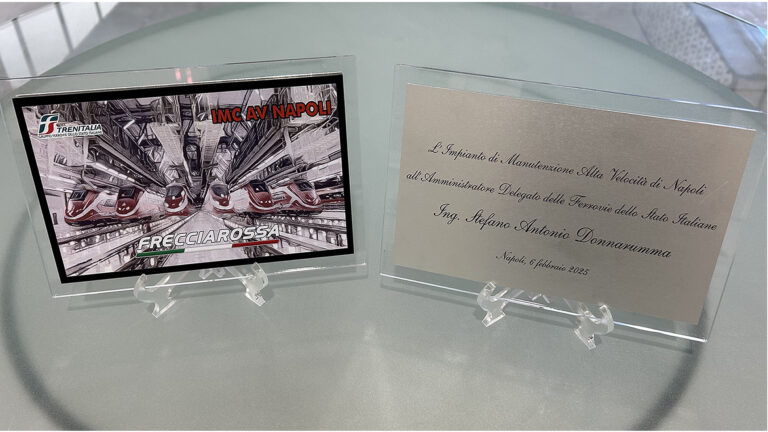 TRENITALIA
IMC AV NAPOLI
FRECCIAROSSA
L'Impianto di Manutenzione Alta Velocità di Napoli
all'Amministratore Delegato delle Ferrovie dello Stato Italiane
Ing. Stefano Antonio Donnarumma
Napoli, 6 febbraio 2025